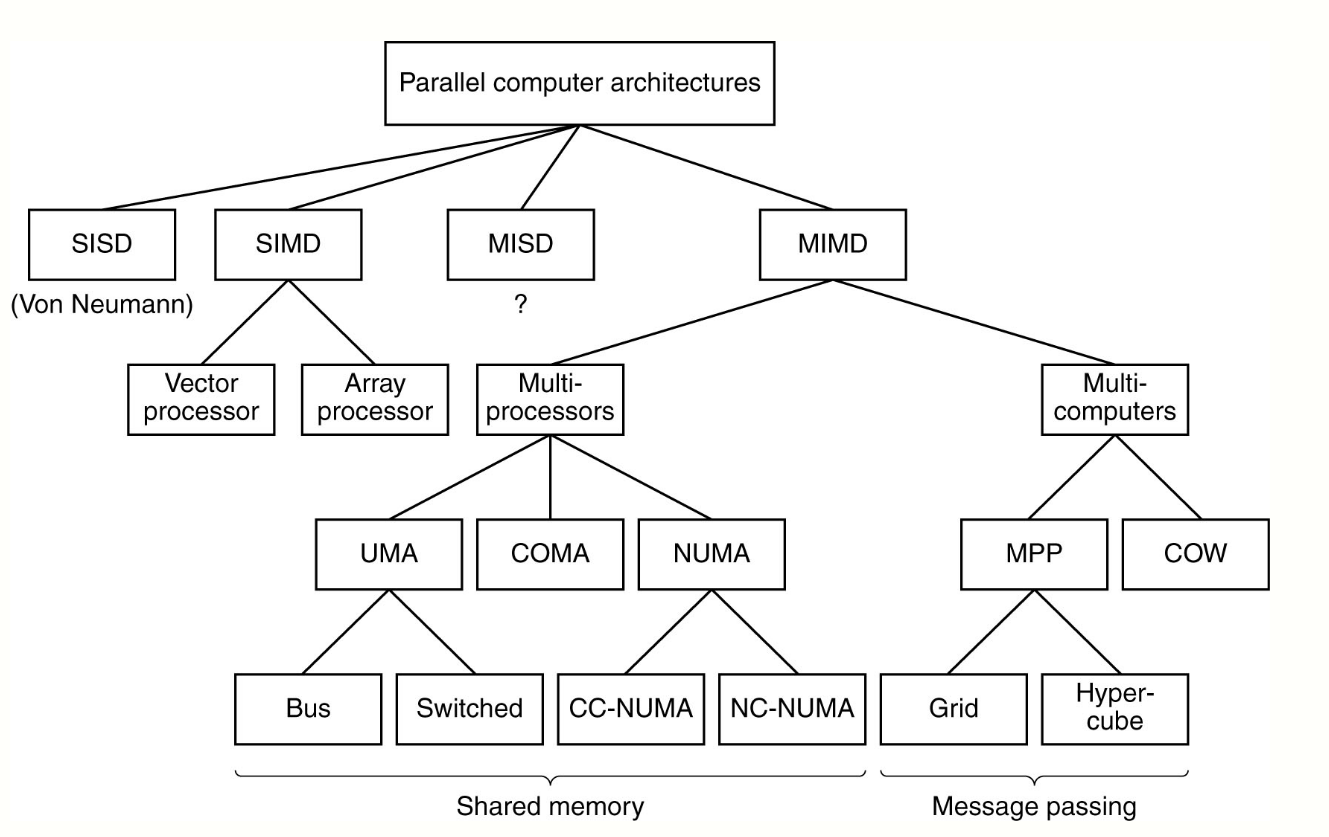 Parallel computer architectures
SISD
SIMD
MISD
MIMD
(Von Neumann)
?
Vector
processor
Array
processor
Multi-
processors
Multi-
computers
UMA
COMA
NUMA
MPP
COW
Bus
Switched
CC-NUMA
NC-NUMA
Grid
Hyper-
cube
Shared memory
Message passing